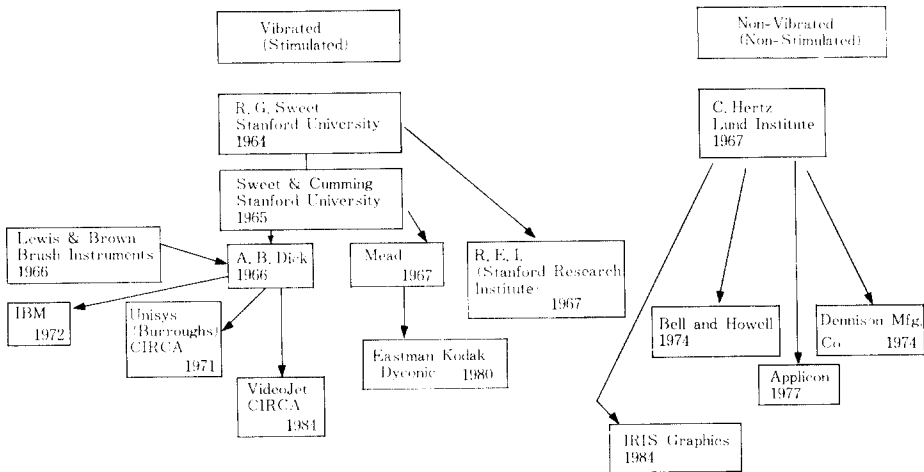 Vibrated
(Stimulated)
Non-Vibrated
(Non-Stimulated)
R. G. Sweet
Stanford University
1964
C. Hertz
Lund Institute
1967
Sweet & Cumming
Stanford University
1965
Lewis & Brown
Brush Instruments
1966
A. B. Dick
1966
Mead
1967
R. E. I.
(Stanford Research
Institute)
1967
IBM
1972
Unisys
(Burroughs)
CIRCA
1971
Bell and Howell
1974
Dennison Mfg.
Co 1974
Eastman Kodak
Dyconic 1980
VideoJet
CIRCA
1984
Applicon
1977
IRIS Graphics
1984